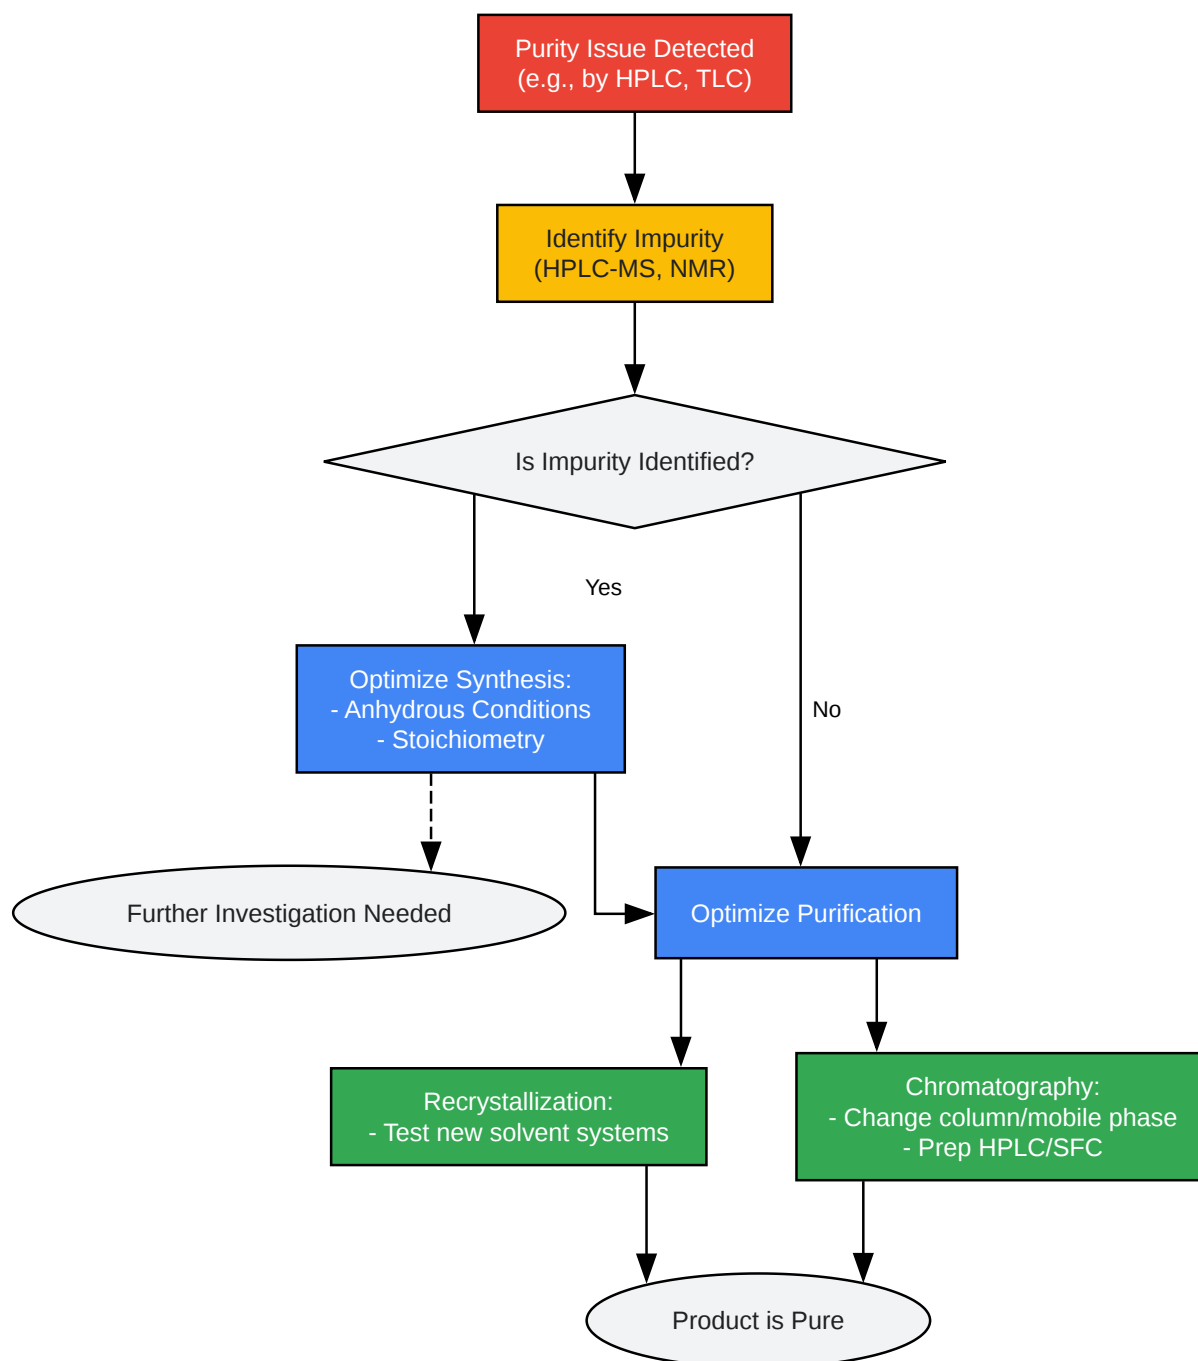 Purity Issue Detected
(e.g., by HPLC, TLC)
Identify Impurity
(HPLC-MS, NMR)
Is Impurity Identified?
Yes
Optimize Synthesis:
- Anhydrous Conditions
- Stoichiometry
No
Further Investigation Needed
Optimize Purification
Recrystallization:
- Test new solvent systems
Chromatography:
- Change column/mobile phase
- Prep HPLC/SFC
Product is Pure